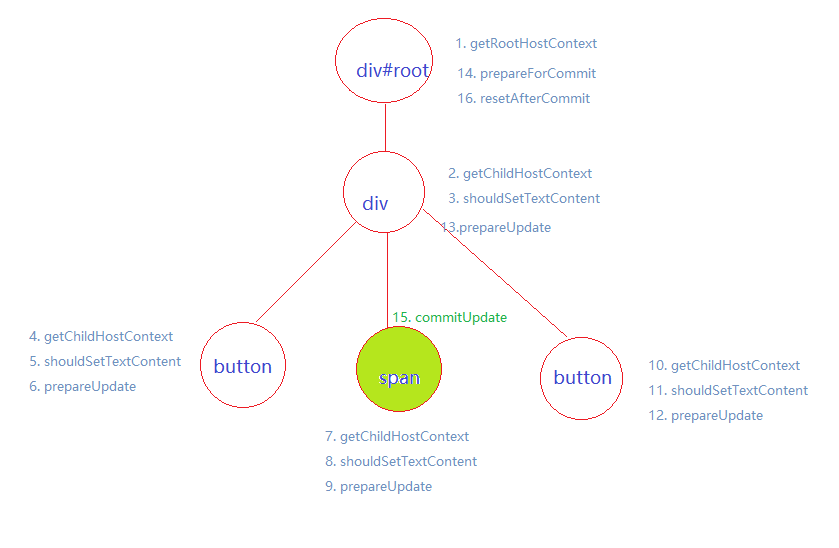 div#root
1. getRootHostContext
14. prepareForCommit
16. resetAfterCommit
div
2. getChildHostContext
3. shouldSetTextContent
13.prepareUpdate
15. commitUpdate
4. getChildHostContext
5. shouldSetTextContent
6. prepareUpdate
button
span
button
10. getChildHostContext
11. shouldSetTextContent
12. prepareUpdate
7. getChildHostContext
8. shouldSetTextContent
9. prepareUpdate